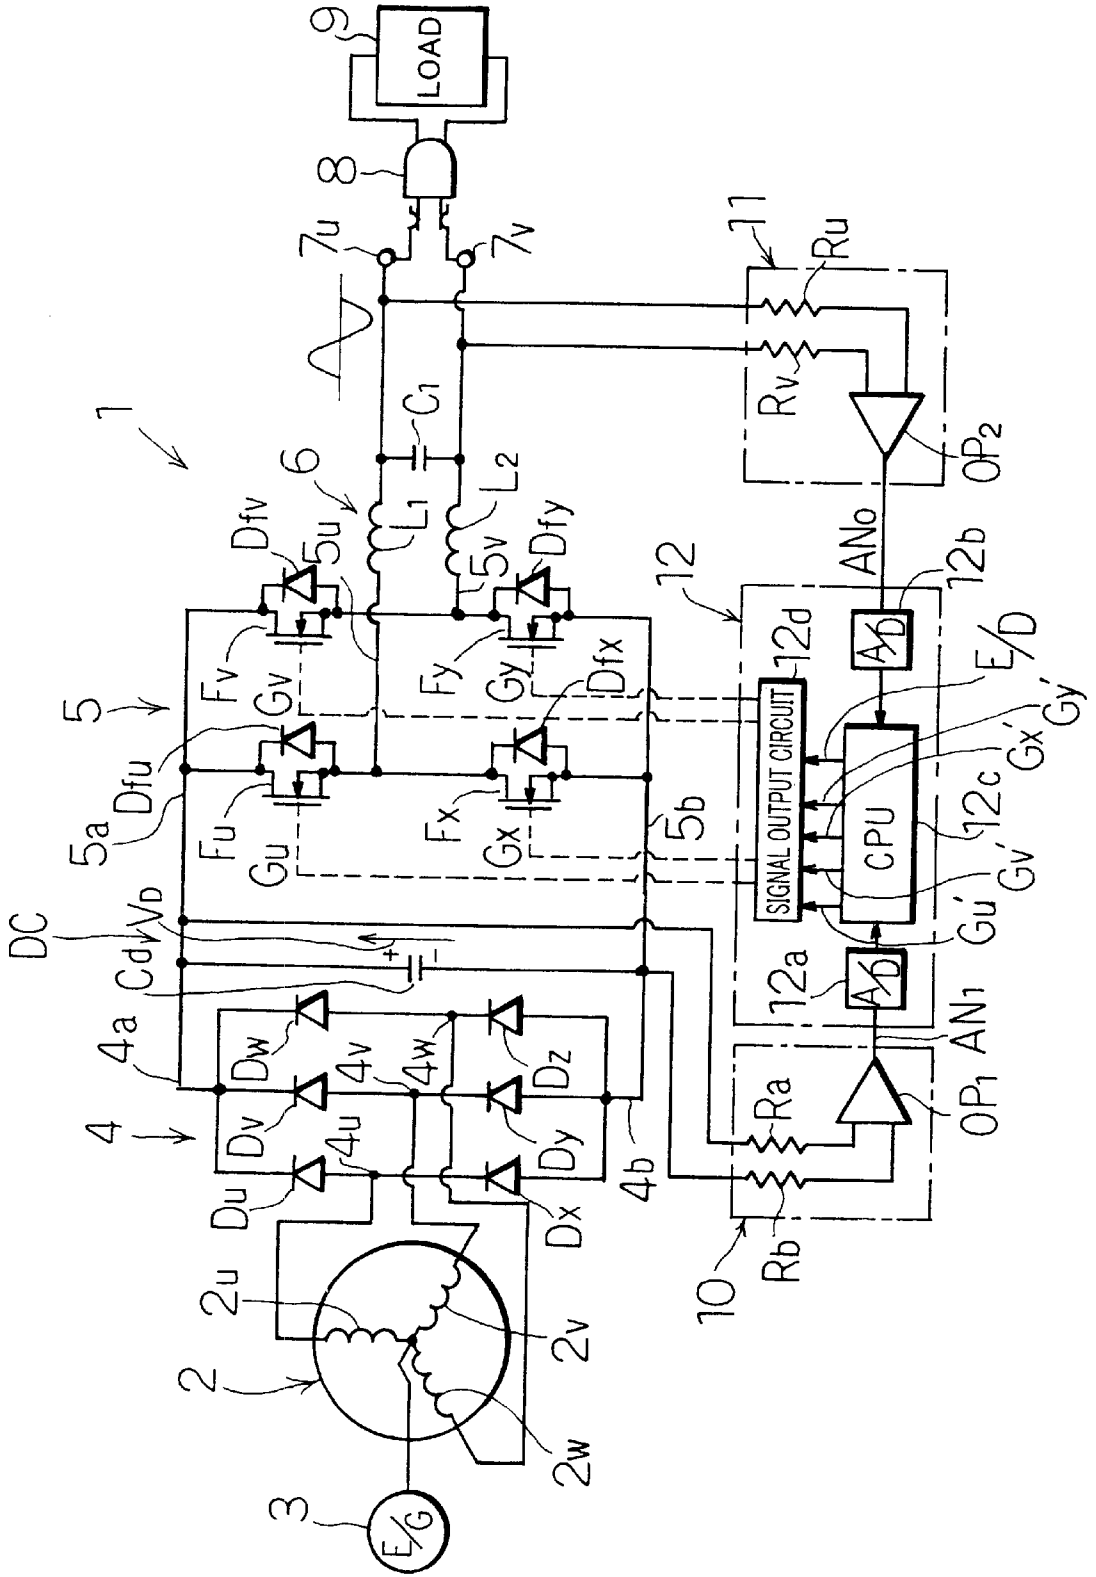 1
DC
4
4a
Cd
VD
5a
5
Dfu
Fu
Gu
Dfv
Fv
Gv
5u
6
L1
C1
7u
8
9
LOAD
7v
L2
5v
Dfy
Fy
Gy
Dfx
Fx
Gx
5b
+
-
Du
Dv
Dw
4u
4v
4w
Dx
Dy
Dz
4b
2
2u
2v
2w
3
E/G
10
Rb
Ra
OP1
AN1
12
12a
A/D
SIGNAL OUTPUT CIRCUIT
12d
CPU
12c
Gu'
Gv'
Gx'
Gy'
E/D
A/D
12b
ANo
11
Rv
Ru
OP2